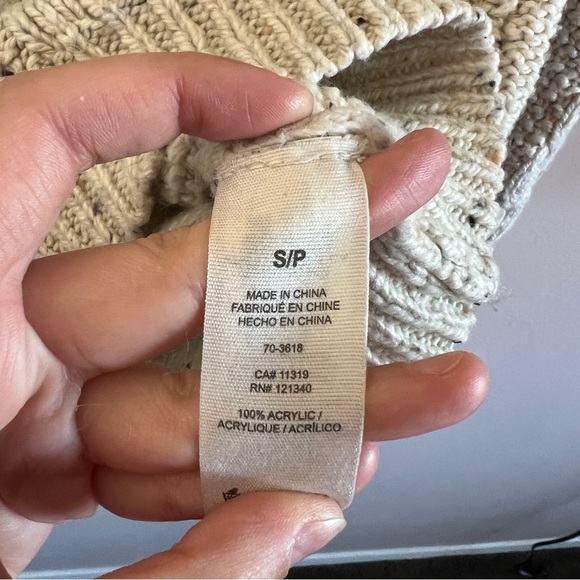 S/P
MADE IN CHINA
FABRIQUÉ EN CHINE
HECHO EN CHINA
70-3618
CA# 11319
RN# 121340
100% ACRYLIC /
ACRYLIQUE / ACRÍLICO